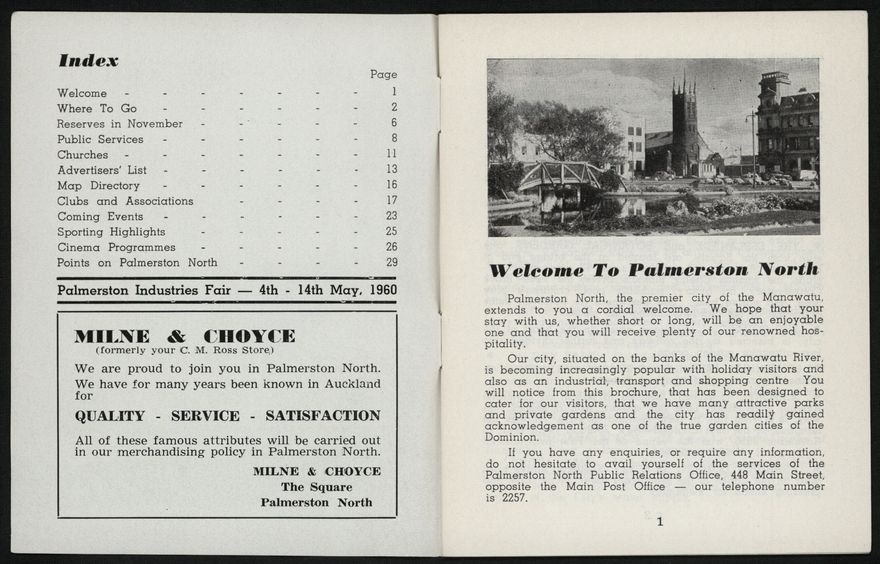 Index
Page
Welcome - - - - - - - 1
Where To Go - - - - - - 2
Reserves in November - - - - - 6
Public Services - - - - - - 8
Churches - - - - - - - 11
Advertisers' List - - - - - - 13
Map Directory - - - - - - 16
Clubs and Associations - - - - 17
Coming Events - - - - - - 23
Sporting Highlights - - - - - 25
Cinema Programmes - - - - - 26
Points on Palmerston North - - - - 29
Palmerston Industries Fair — 4th - 14th May, 1960
MILNE & CHOYCE
(formerly your C. M. Ross Store)
We are proud to join you in Palmerston North.
We have for many years been known in Auckland
for
QUALITY - SERVICE - SATISFACTION
All of these famous attributes will be carried out
in our merchandising policy in Palmerston North.
MILNE & CHOYCE
The Square
Palmerston North
Welcome To Palmerston North
Palmerston North, the premier city of the Manawatu,
extends to you a cordial welcome. We hope that your
stay with us, whether short or long, will be an enjoyable
one and that you will receive plenty of our renowned hos-
pitality.
Our city, situated on the banks of the Manawatu River,
is becoming increasingly popular with holiday visitors and
also as an industrial, transport and shopping centre You
will notice from this brochure, that has been designed to
cater for our visitors, that we have many attractive parks
and private gardens and the city has readily gained
acknowledgement as one of the true garden cities of the
Dominion.
If you have any enquiries, or require any information,
do not hesitate to avail yourself of the services of the
Palmerston North Public Relations Office, 448 Main Street,
opposite the Main Post Office — our telephone number
is 2257.
1